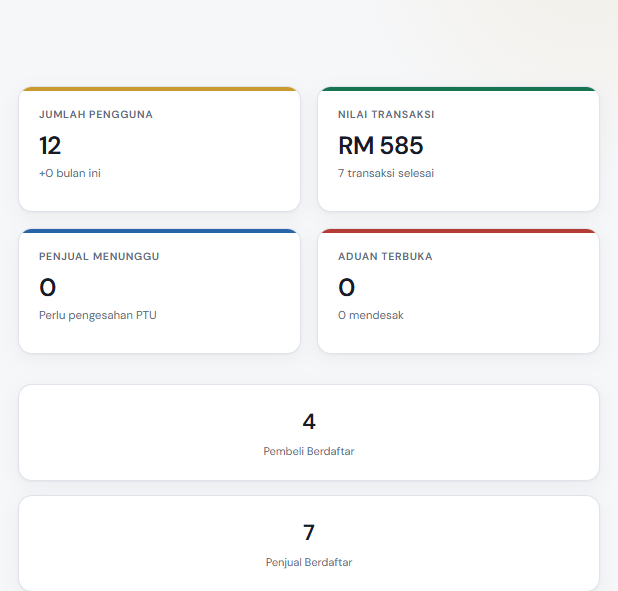 JUMLAH PENGGUNA
12
+0 bulan ini
NILAI TRANSAKSI
RM 585
7 transaksi selesai
PENJUAL MENUNGGU
0
Perlu pengesahan PTU
ADUAN TERBUKA
0
0 mendesak
4
Pembeli Berdaftar
7
Penjual Berdaftar